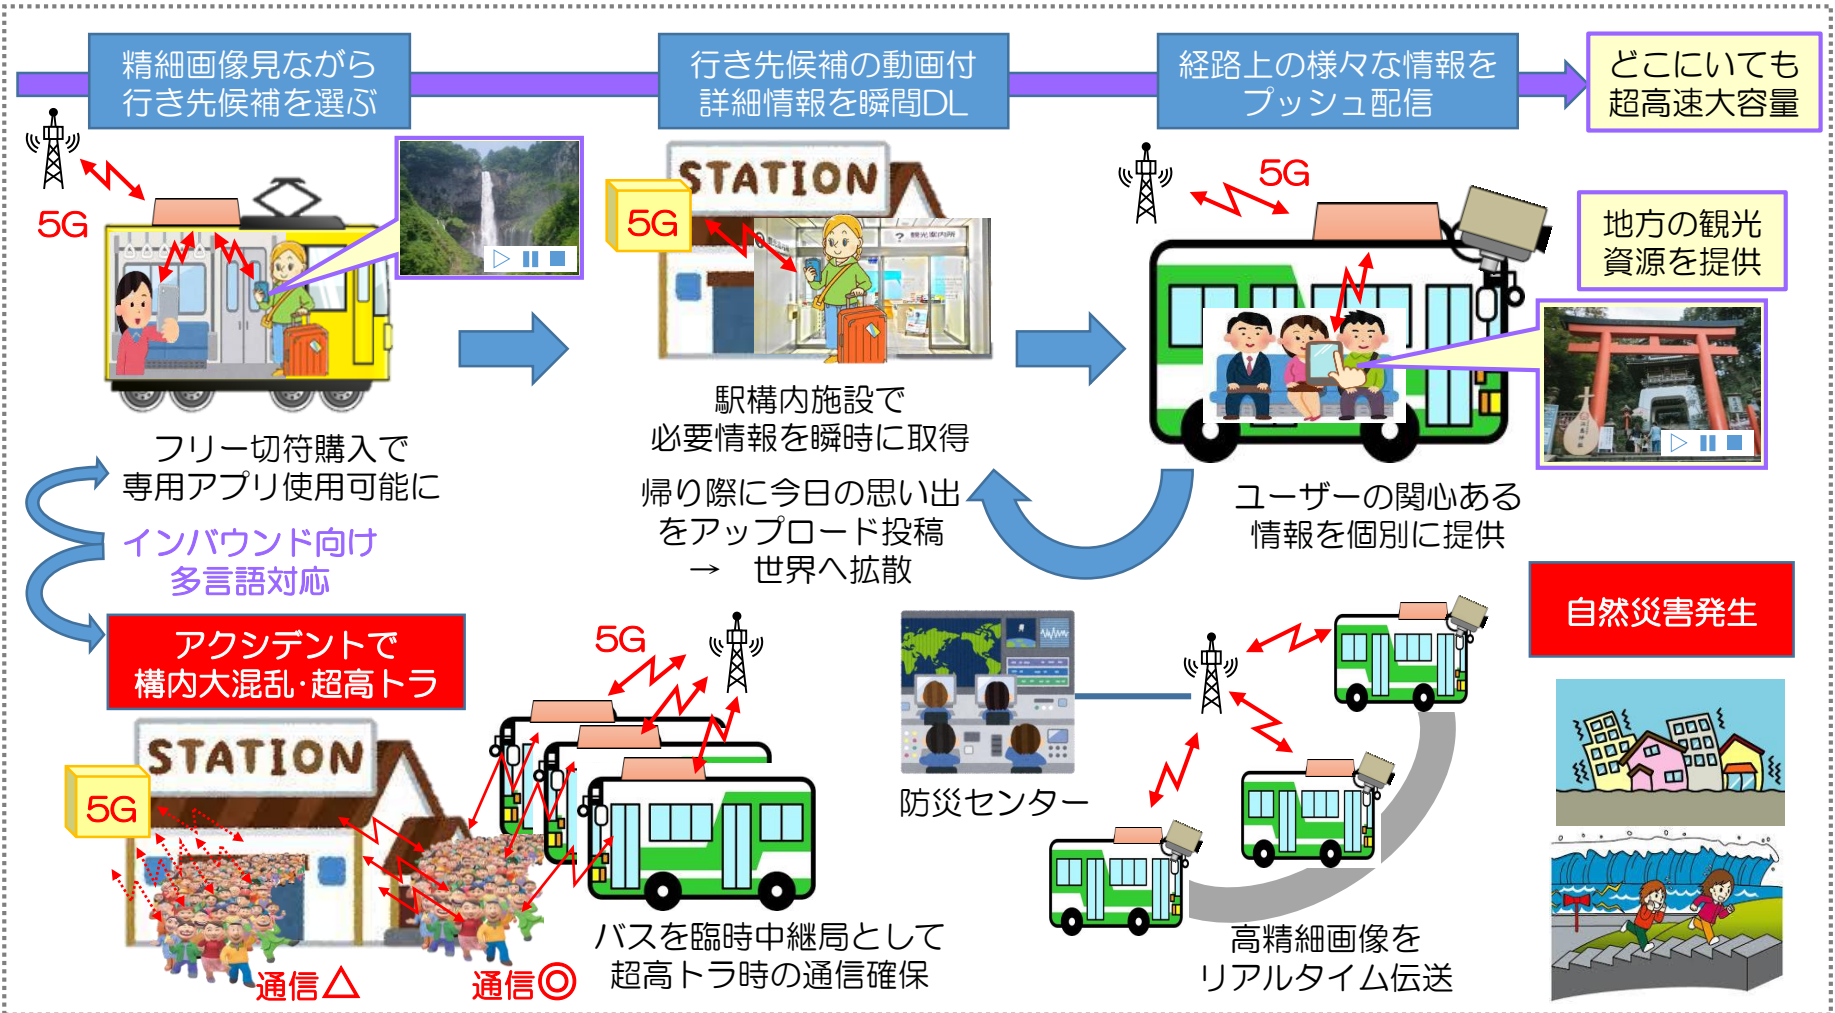 精細画像見ながら
行き先候補を選ぶ
行き先候補の動画付
詳細情報を瞬間DL
経路上の様々な情報を
プッシュ配信
どこにいても
超高速大容量
5G
STATION
5G
? 観光案内所
5G
地方の観光
資源を提供
フリー切符購入で
専用アプリ使用可能に
駅構内施設で
必要情報を瞬時に取得
帰り際に今日の思い出
をアップロード投稿
→ 世界へ拡散
ユーザーの関心ある
情報を個別に提供
インバウンド向け
多言語対応
アクシデントで
構内大混乱・超高トラ
STATION
5G
5G
通信△
通信◎
バスを臨時中継局として
超高トラ時の通信確保
防災センター
高精細画像を
リアルタイム伝送
自然災害発生